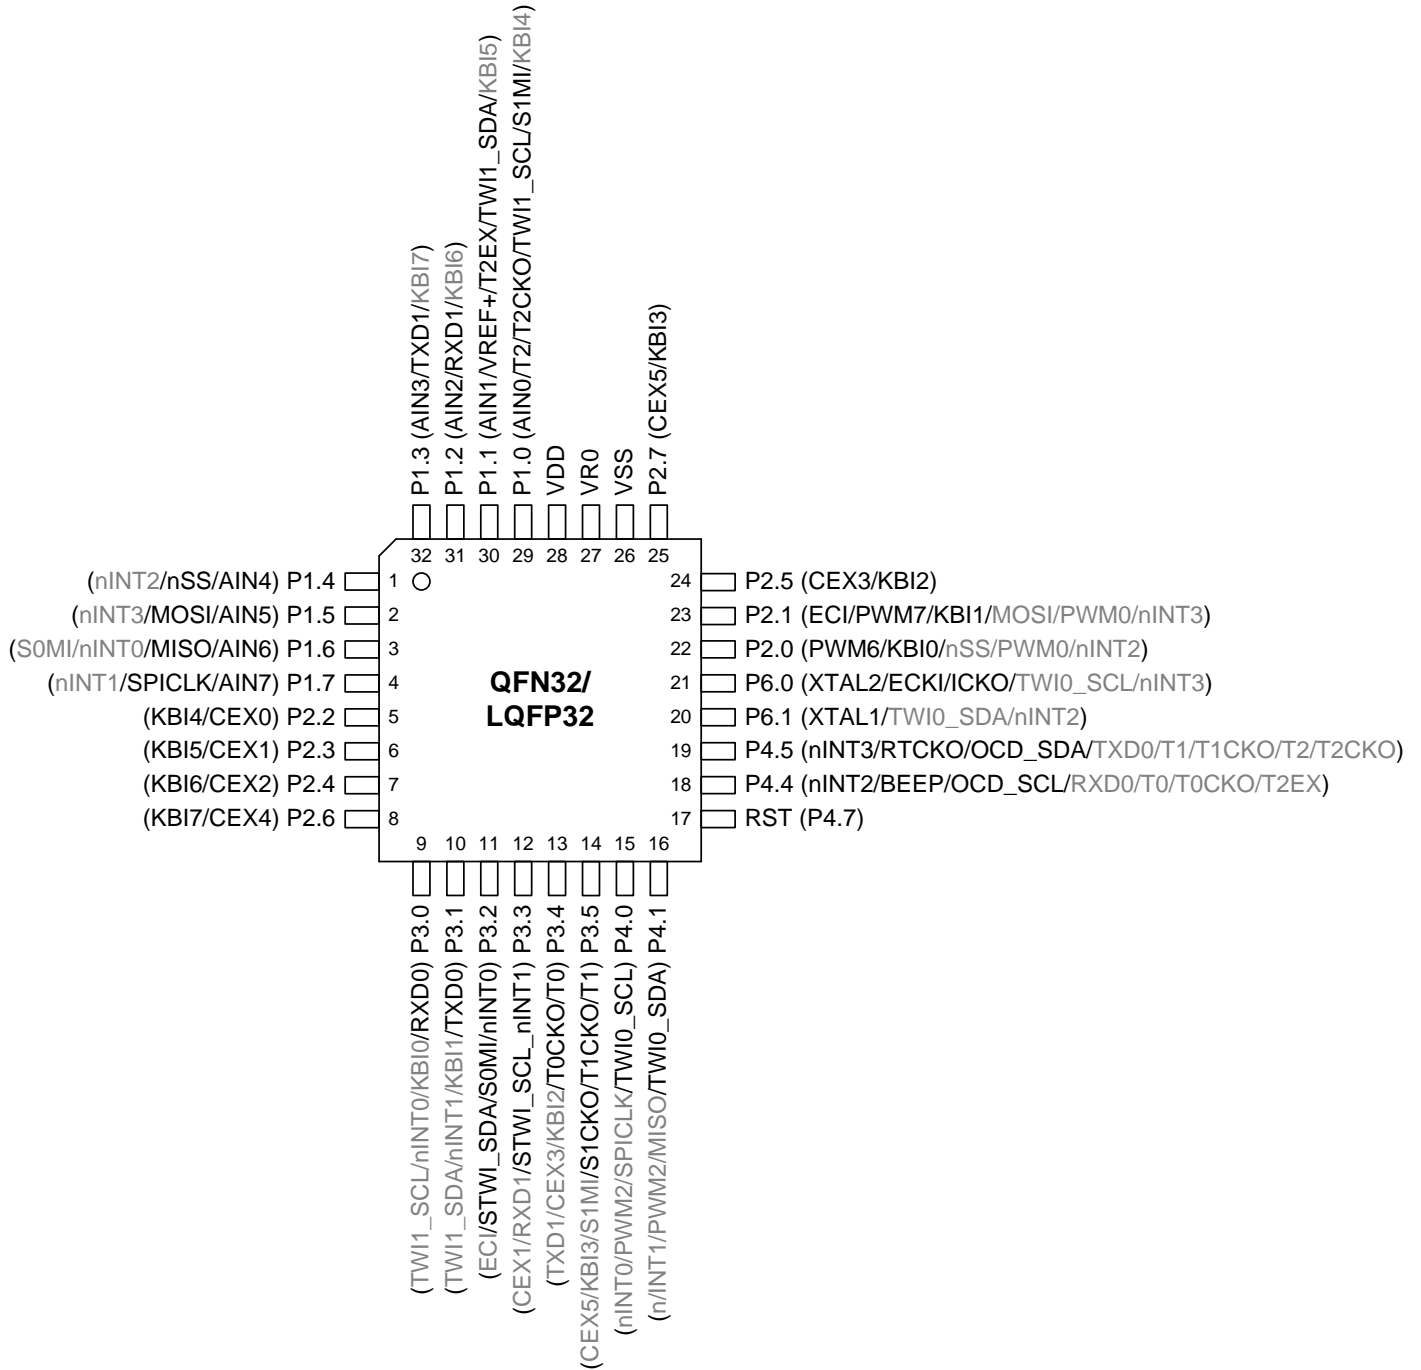 P1.3 (AIN3/TXD1/KBI7)
P1.2 (AIN2/RXD1/KBI6)
P1.1 (AIN1/VREF+/T2EX/TWI1_SDA/KBI5)
P1.0 (AIN0/T2/T2CKO/TWI1_SCL/S1MI/KBI4)
VDD
VR0
VSS
P2.7 (CEX5/KBI3)
32 31 30 29 28 27 26 25
(nINT2/nSS/AIN4) P1.4 1
(nINT3/MOSI/AIN5) P1.5 2
(S0MI/nINT0/MISO/AIN6) P1.6 3
(nINT1/SPICLK/AIN7) P1.7 4
(KBI4/CEX0) P2.2 5
(KBI5/CEX1) P2.3 6
(KBI6/CEX2) P2.4 7
(KBI7/CEX4) P2.6 8
QFN32/
LQFP32
24 P2.5 (CEX3/KBI2)
23 P2.1 (ECI/PWM7/KBI1/MOSI/PWM0/nINT3)
22 P2.0 (PWM6/KBI0/nSS/PWM0/nINT2)
21 P6.0 (XTAL2/ECKI/ICKO/TWI0_SCL/nINT3)
20 P6.1 (XTAL1/TWI0_SDA/nINT2)
19 P4.5 (nINT3/RTCKO/OCD_SDA/TXD0/T1/T1CKO/T2/T2CKO)
18 P4.4 (nINT2/BEEP/OCD_SCL/RXD0/T0/T0CKO/T2EX)
17 RST (P4.7)
9 10 11 12 13 14 15 16
(TWI1_SCL/nINT0/KBI0/RXD0) P3.0
(TWI1_SDA/nINT1/KBI1/TXD0) P3.1
(ECI/STWI_SDA/S0MI/nINT0) P3.2
(CEX1/RXD1/STWI_SCL_nINT1) P3.3
(TXD1/CEX3/KBI2/T0CKO/T0) P3.4
(CEX5/KBI3/S1MI/S1CKO/T1CKO/T1) P3.5
(nINT0/PWM2/SPICLK/TWI0_SCL) P4.0
(n/INT1/PWM2/MISO/TWI0_SDA) P4.1